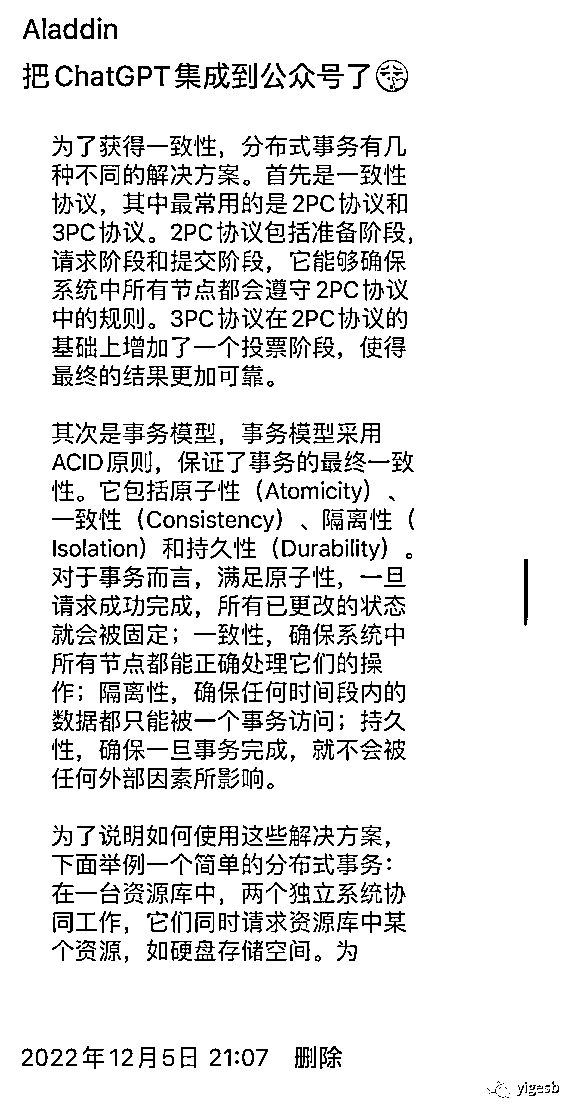 Aladdin
把ChatGPT集成到公众号了
为了获得一致性，分布式事务有几
种不同的解决方案。首先是一致性
协议，其中最常用的是2PC协议和
3PC协议。2PC协议包括准备阶段，
请求阶段和提交阶段，它能够确保
系统中所有节点都会遵守2PC协议
中的规则。3PC协议在2PC协议的
基础上增加了一个投票阶段，使得
最终的结果更加可靠。
其次是事务模型，事务模型采用
ACID原则，保证了事务的最终一致
性。它包括原子性（Atomicity）、
一致性（Consistency）、隔离性（
Isolation）和持久性（Durability）。
对于事务而言，满足原子性，一旦
请求成功完成，所有已更改的状态
就会被固定；一致性，确保系统中
所有节点都能正确处理它们的操
作；隔离性，确保任何时间段内的
数据都只能被一个事务访问；持久
性，确保一旦事务完成，就不会被
任何外部因素所影响。
为了说明如何使用这些解决方案，
下面举例一个简单的分布式事务：
在一台资源库中，两个独立系统协
同工作，它们同时请求资源库中某
个资源，如硬盘存储空间。为
2022年12月5日 21:07 删除
yigesb